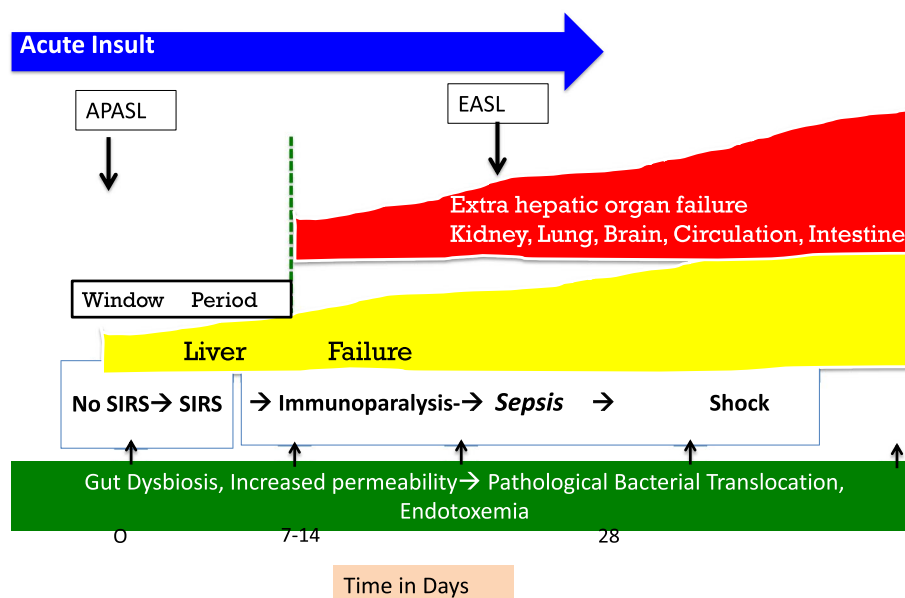 Acute Insult
APASL
EASL
Extra hepatic organ failure
Kidney, Lung, Brain, Circulation, Intestine
Window Period
Liver Failure
No SIRS→ SIRS → Immunoparalysis-→ Sepsis → Shock
Gut Dysbiosis, Increased permeability→ Pathological Bacterial Translocation,
Endotoxemia
O 7-14 28
Time in Days